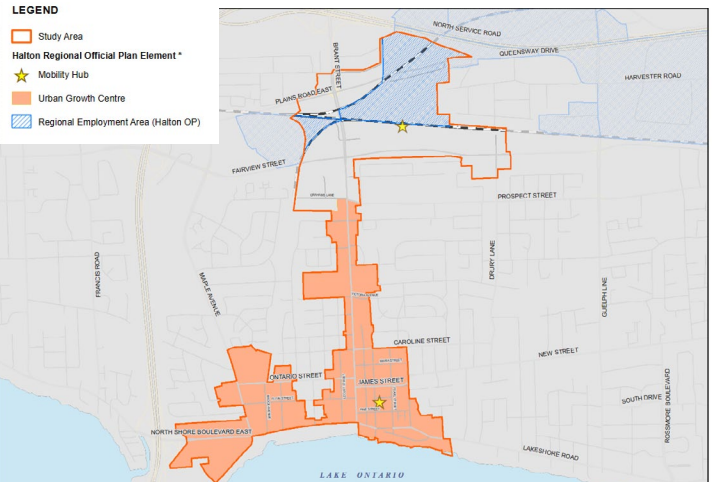 LEGEND
Study Area
Halton Regional Official Plan Element *
Mobility Hub
Urban Growth Centre
Regional Employment Area (Halton OP)
NORTH SERVICE ROAD
QUEENSWAY DRIVE
HARVESTER ROAD
BRANT STREET
PLAINS ROAD EAST
FAIRVIEW STREET
PROSPECT STREET
FRANCIS ROAD
MAPLE AVENUE
DRURY LANE
GUELPH LINE
CAROLINE STREET
NEW STREET
ONTARIO STREET
JAMES STREET
SOUTH DRIVE
ROSSMORE BOULEVARD
NORTH SHORE BOULEVARD EAST
LAKESHORE ROAD
LAKE ONTARIO